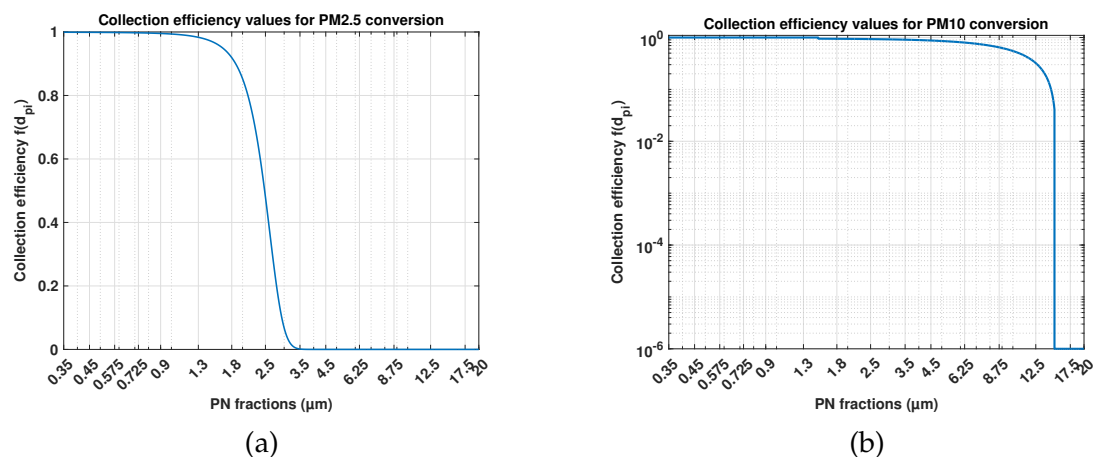 Collection efficiency values for PM2.5 conversion
1
0.8
0.6
0.4
0.2
0
Collection efficiency f(d_pi)
0.35 0.45 0.575 0.725 0.9 1.3 1.8 2.5 3.5 4.5 6.25 8.75 12.5 17.5 20
PN fractions (µm)
(a)
Collection efficiency values for PM10 conversion
10^0
10^-2
10^-4
10^-6
Collection efficiency f(d_pi)
0.35 0.45 0.575 0.725 0.9 1.3 1.8 2.5 3.5 4.5 6.25 8.75 12.5 17.5 20
PN fractions (µm)
(b)